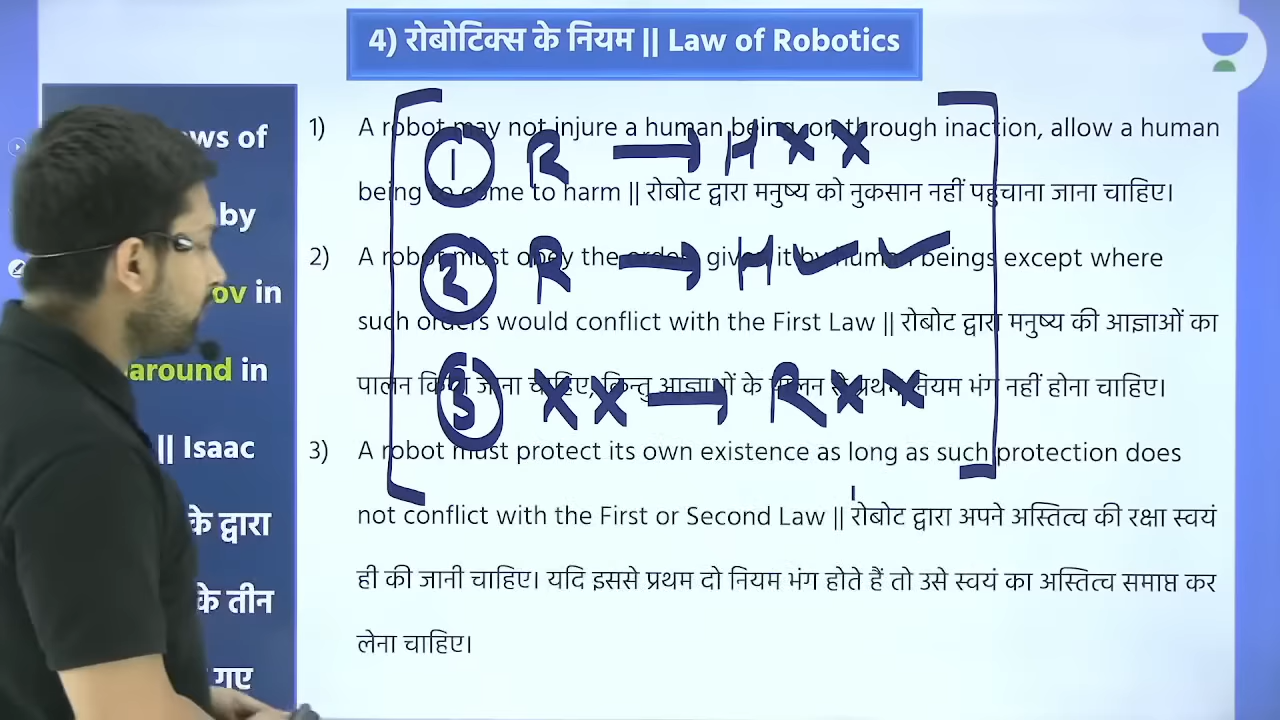 4) रोबोटिक्स के नियम || Law of Robotics
ws of
by
ov in
around in
|| Isaac
के द्वारा
के तीन
गए
1) A robot may not injure a human being, or, through inaction, allow a human
being to come to harm || रोबोट द्वारा मनुष्य को नुकसान नहीं पहुंचाना जाना चाहिए।
2) A robot must obey the orders given it by human beings except where
such orders would conflict with the First Law || रोबोट द्वारा मनुष्य की आज्ञाओं का
पालन किया जाना चाहिए, किन्तु आज्ञाओं के पालन से प्रथम नियम भंग नहीं होना चाहिए।
3) A robot must protect its own existence as long as such protection does
not conflict with the First or Second Law || रोबोट द्वारा अपने अस्तित्व की रक्षा स्वयं
ही की जानी चाहिए। यदि इससे प्रथम दो नियम भंग होते हैं तो उसे स्वयं का अस्तित्व समाप्त कर
लेना चाहिए।
1 R → H X X
2 R → H ✓ ✓
3 X X → R X X